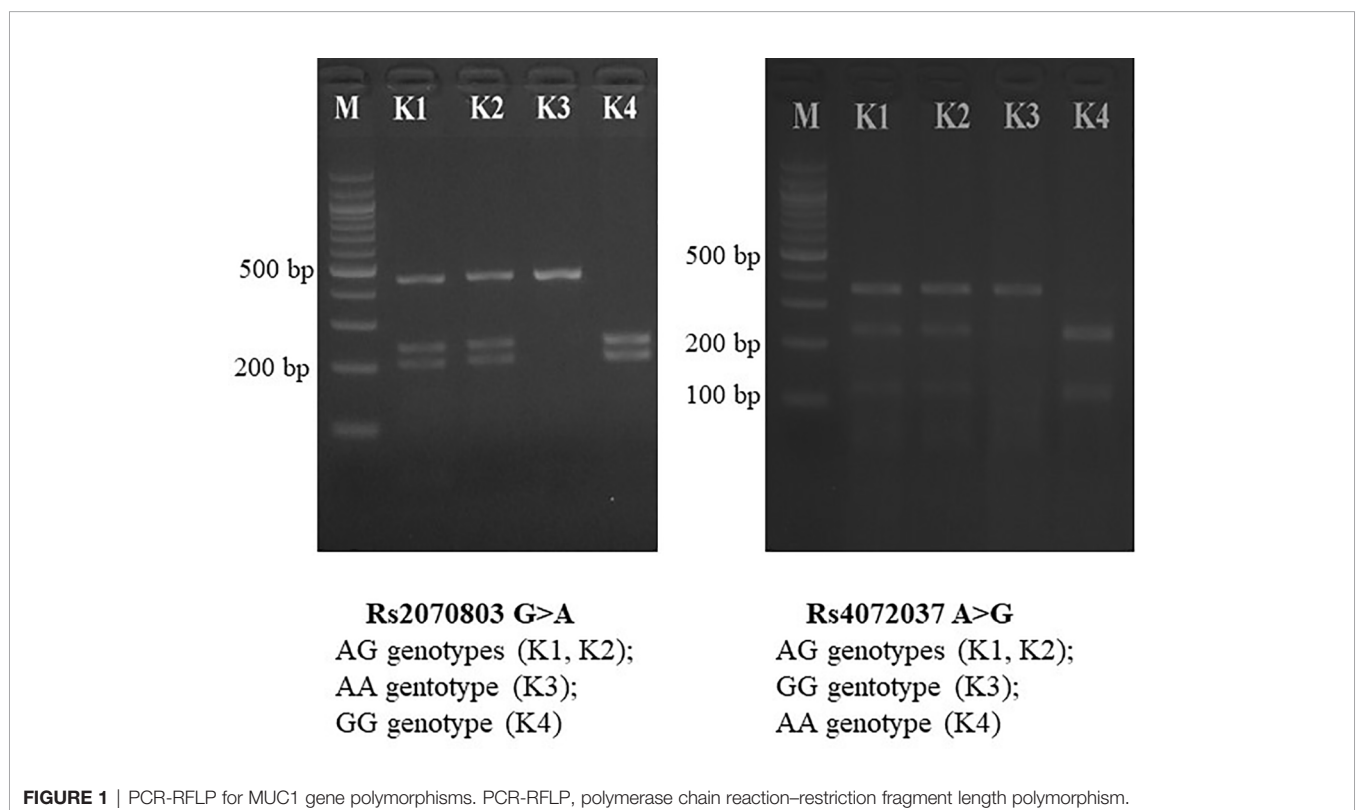 M K1 K2 K3 K4
500 bp
200 bp
M K1 K2 K3 K4
500 bp
200 bp
100 bp
Rs2070803 G>A
AG genotypes (K1, K2);
AA gentotype (K3);
GG genotype (K4)
Rs4072037 A>G
AG genotypes (K1, K2);
GG gentotype (K3);
AA genotype (K4)
FIGURE 1 | PCR-RFLP for MUC1 gene polymorphisms. PCR-RFLP, polymerase chain reaction–restriction fragment length polymorphism.